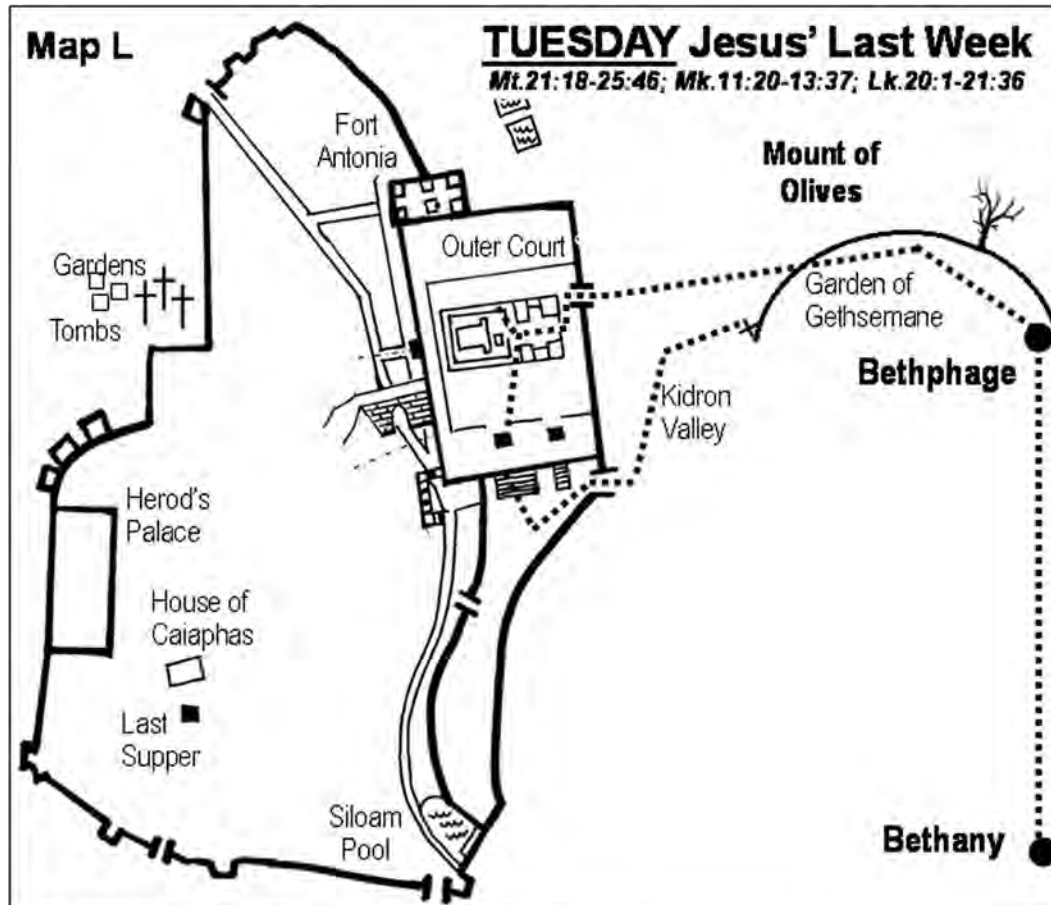 Map L
TUESDAY Jesus' Last Week
Mt.21:18-25:46; Mk.11:20-13:37; Lk.20:1-21:36
Fort
Antonia
Mount of
Olives
Outer Court
Gardens
Tombs
Garden of
Gethsemane
Bethphage
Kidron
Valley
Herod's
Palace
House of
Caiaphas
Last
Supper
Siloam
Pool
Bethany